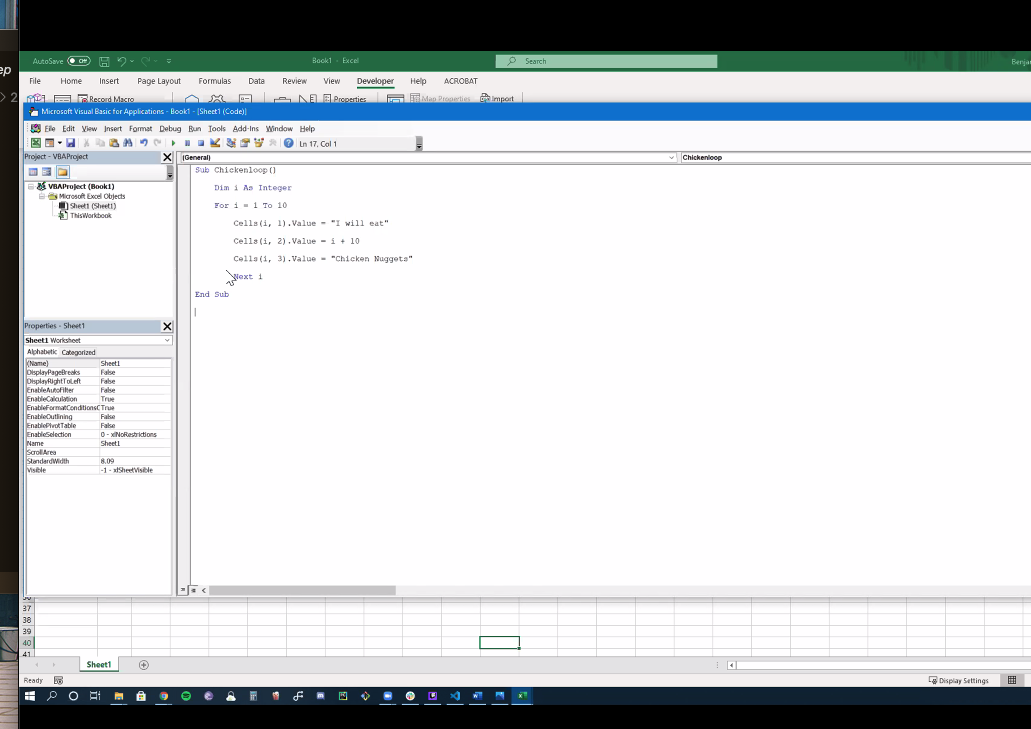 ep
2
AutoSave Off
Book1 - Excel
Search
Benja
File Home Insert Page Layout Formulas Data Review View Developer Help ACROBAT
Record Macro
Properties
Map Properties
Import
Microsoft Visual Basic for Applications - Book1 - [Sheet1 (Code)]
File Edit View Insert Format Debug Run Tools Add-Ins Window Help
Ln 17, Col 1
Project - VBAProject
(General)
Chickenloop
VBAProject (Book1)
Microsoft Excel Objects
Sheet1 (Sheet1)
ThisWorkbook
Sub Chickenloop()
Dim i As Integer
For i = 1 To 10
Cells(i, 1).Value = "I will eat"
Cells(i, 2).Value = i + 10
Cells(i, 3).Value = "Chicken Nuggets"
Next i
End Sub
Properties - Sheet1
Sheet1 Worksheet
Alphabetic Categorized
(Name) Sheet1
DisplayPageBreaks False
DisplayRightToLeft False
EnableAutoFilter False
EnableCalculation True
EnableFormatConditionsC True
EnableOutlining False
EnablePivotTable False
EnableSelection 0 - xlNoRestrictions
Name Sheet1
ScrollArea
StandardWidth 8.09
Visible -1 - xlSheetVisible
37
38
39
40
41
Sheet1
Ready
Display Settings